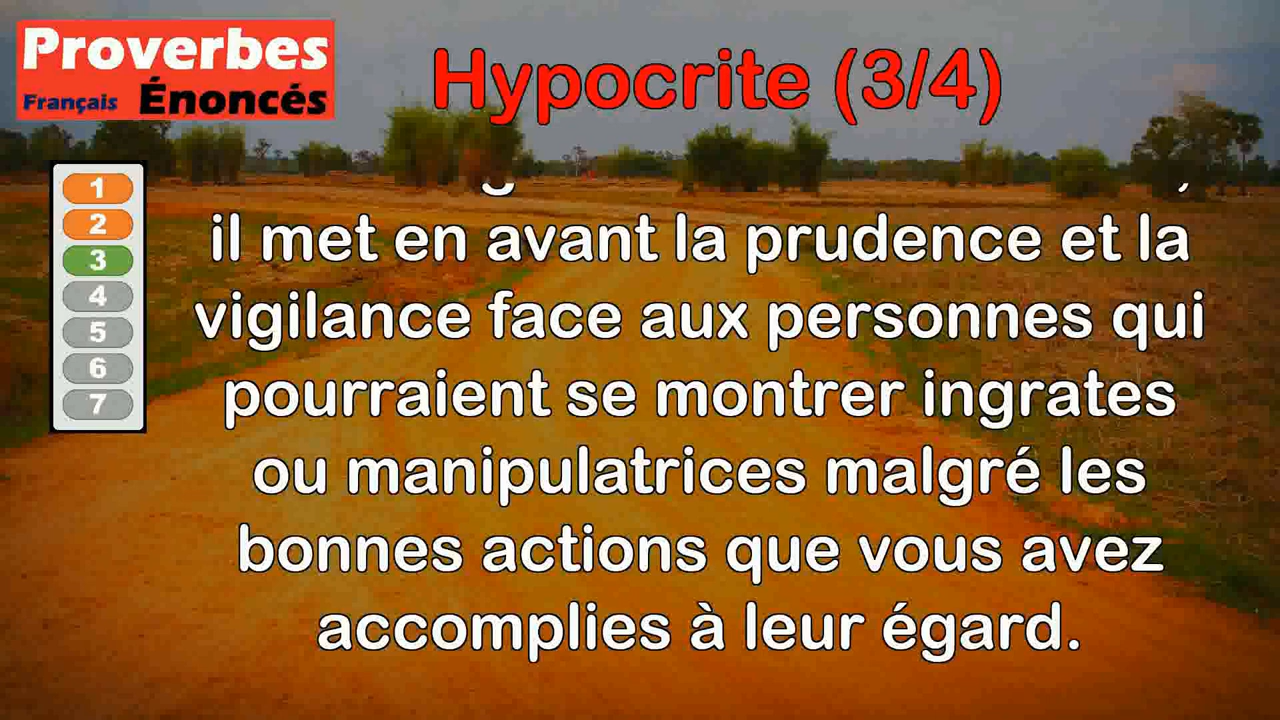 Proverbes
Français Énoncés
Hypocrite (3/4)
1
2
3
4
5
6
7
il met en avant la prudence et la
vigilance face aux personnes qui
pourraient se montrer ingrates
ou manipulatrices malgré les
bonnes actions que vous avez
accomplies à leur égard.